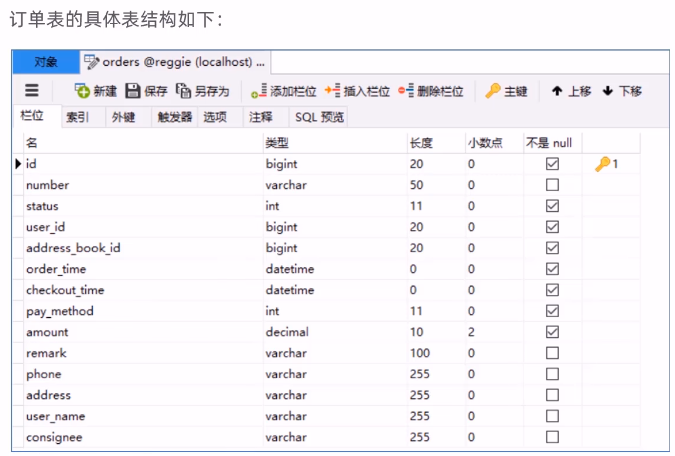 订单表的具体表结构如下：
对象 orders @reggie (localhost) ...
新建 保存 另存为 添加栏位 插入栏位 删除栏位 主键 上移 下移
栏位 索引 外键 触发器 选项 注释 SQL 预览
名 类型 长度 小数点 不是 null
id bigint 20 0 1
number varchar 50 0
status int 11 0
user_id bigint 20 0
address_book_id bigint 20 0
order_time datetime 0 0
checkout_time datetime 0 0
pay_method int 11 0
amount decimal 10 2
remark varchar 100 0
phone varchar 255 0
address varchar 255 0
user_name varchar 255 0
consignee varchar 255 0